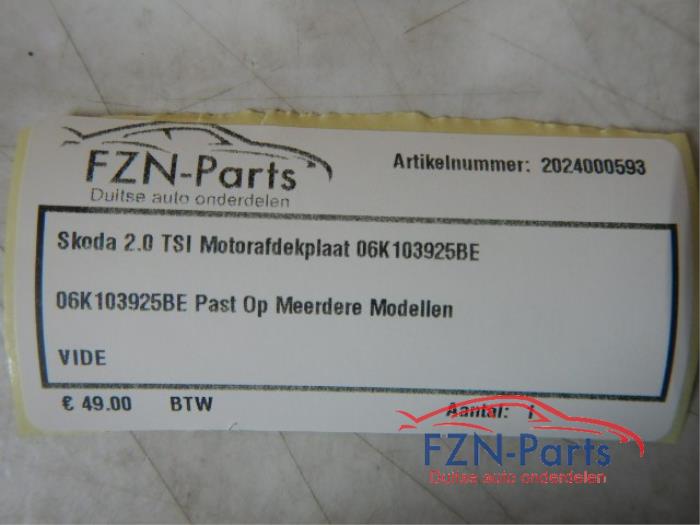 FZN-Parts
Duitse auto onderdelen
Artikelnummer: 2024000593
Skoda 2.0 TSI Motorafdekplaat 06K103925BE
06K103925BE Past Op Meerdere Modellen
VIDE
€ 49.00 BTW Aantal: 1
FZN-Parts
Duitse auto onderdelen